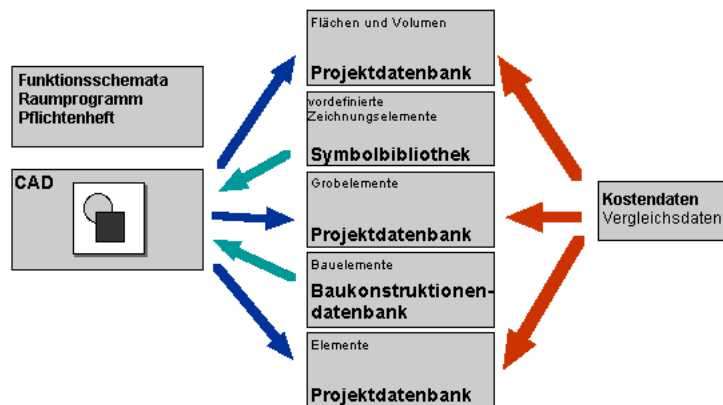 Funktionsschemata
Raumprogramm
Pflichtenheft
CAD
Flächen und Volumen
Projektdatenbank
vordefinierte
Zeichnungselemente
Symbolbibliothek
Grobelemente
Projektdatenbank
Bauelemente
Baukonstruktionen-
datenbank
Elemente
Projektdatenbank
Kostendaten
Vergleichsdaten